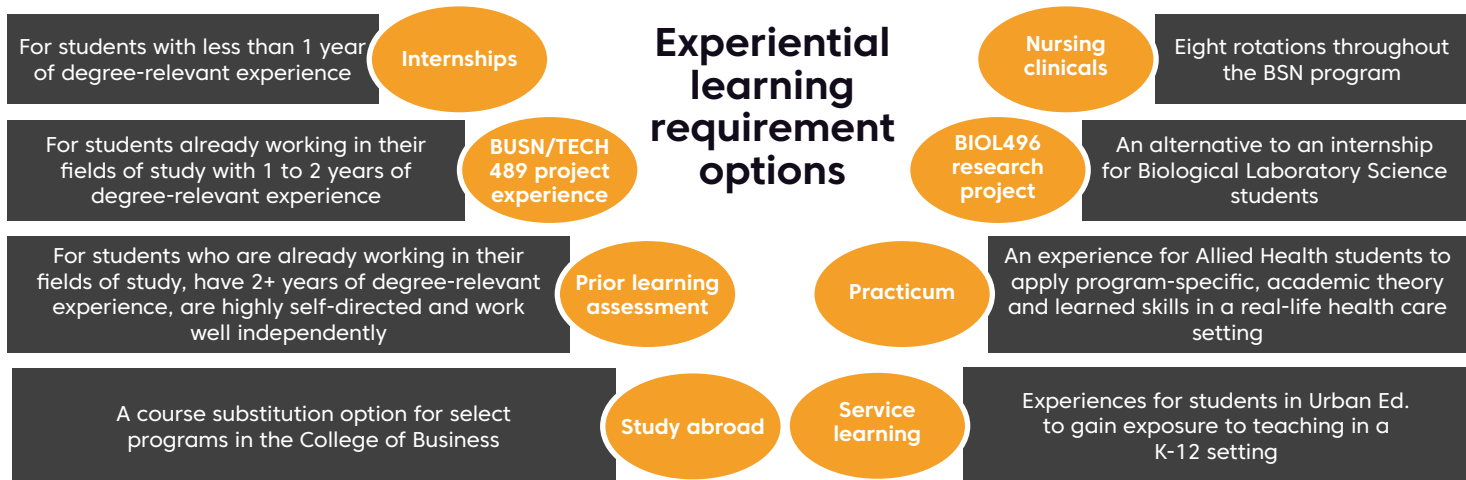 Experiential
learning
requirement
options
For students with less than 1 year
of degree-relevant experience
Internships
For students already working in their
fields of study with 1 to 2 years of
degree-relevant experience
BUSN/TECH
489 project
experience
For students who are already working in their
fields of study, have 2+ years of degree-relevant
experience, are highly self-directed and work
well independently
Prior learning
assessment
A course substitution option for select
programs in the College of Business
Study abroad
Nursing
clinicals
Eight rotations throughout
the BSN program
BIOL496
research
project
An alternative to an internship
for Biological Laboratory Science
students
Practicum
An experience for Allied Health students to
apply program-specific, academic theory
and learned skills in a real-life health care
setting
Service
learning
Experiences for students in Urban Ed.
to gain exposure to teaching in a
K-12 setting